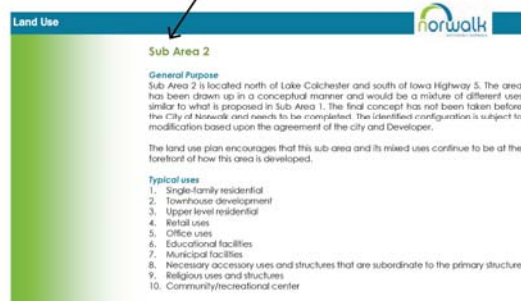 Land Use
norwalk
Sub Area 2
General Purpose
Sub Area 2 is located north of Lake Colchester and south of Iowa Highway 5. The area
has been drawn up in a conceptual manner and would be a mixture of different uses
similar to what is proposed in Sub Area 1. The final concept has not been taken before
the City of Norwalk and needs to be completed. The identified configuration is subject to
modification based upon the agreement of the city and Developer.
The land use plan encourages that this sub area and its mixed uses continue to be at the
forefront of how this area is developed.
Typical uses
1. Single-family residential
2. Townhouse development
3. Upper level residential
4. Retail uses
5. Office uses
6. Educational facilities
7. Municipal facilities
8. Necessary accessory uses and structures that are subordinate to the primary structure
9. Religious uses and structures
10. Community/recreational center